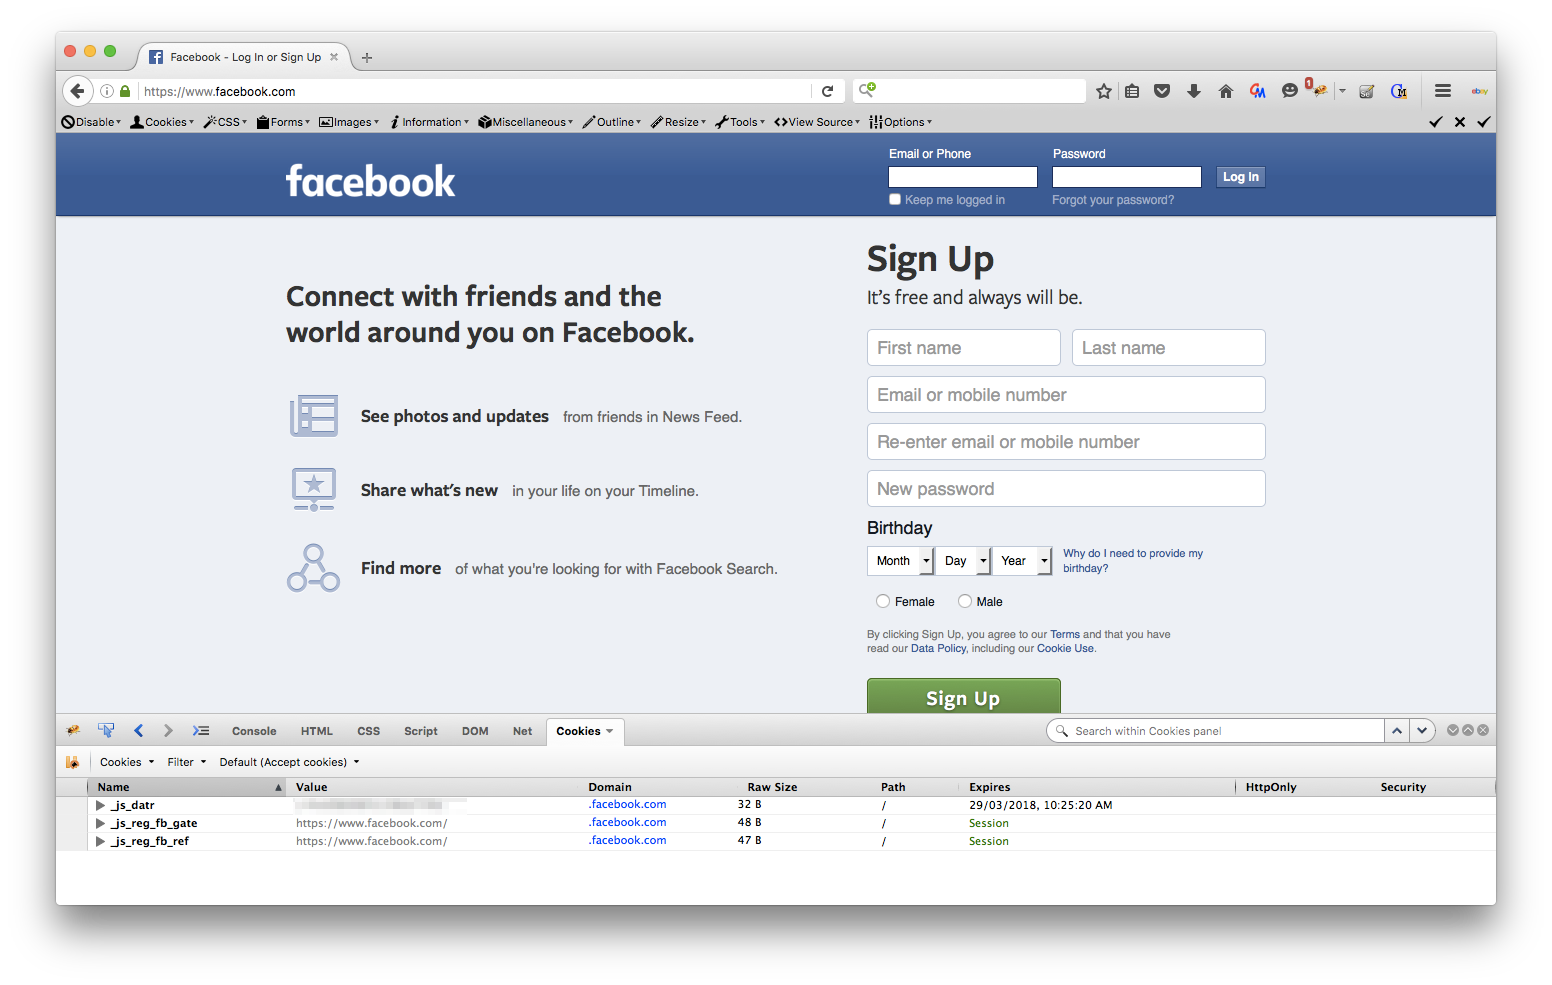 Facebook - Log In or Sign Up
https://www.facebook.com
1
ebay
Disable Cookies CSS Forms Images Information Miscellaneous Outline Resize Tools View Source Options
facebook
Email or Phone Password
Log In
Keep me logged in Forgot your password?
Connect with friends and the
world around you on Facebook.
See photos and updates from friends in News Feed.
Share what's new in your life on your Timeline.
Find more of what you're looking for with Facebook Search.
Sign Up
It's free and always will be.
First name Last name
Email or mobile number
Re-enter email or mobile number
New password
Birthday
Month Day Year
Why do I need to provide my
birthday?
Female Male
By clicking Sign Up, you agree to our Terms and that you have
read our Data Policy, including our Cookie Use.
Sign Up
Console HTML CSS Script DOM Net Cookies
Search within Cookies panel
Cookies Filter Default (Accept cookies)
Name Value Domain Raw Size Path Expires HttpOnly Security
_js_datr .facebook.com 32 B / 29/03/2018, 10:25:20 AM
_js_reg_fb_gate https://www.facebook.com/ .facebook.com 48 B / Session
_js_reg_fb_ref https://www.facebook.com/ .facebook.com 47 B / Session